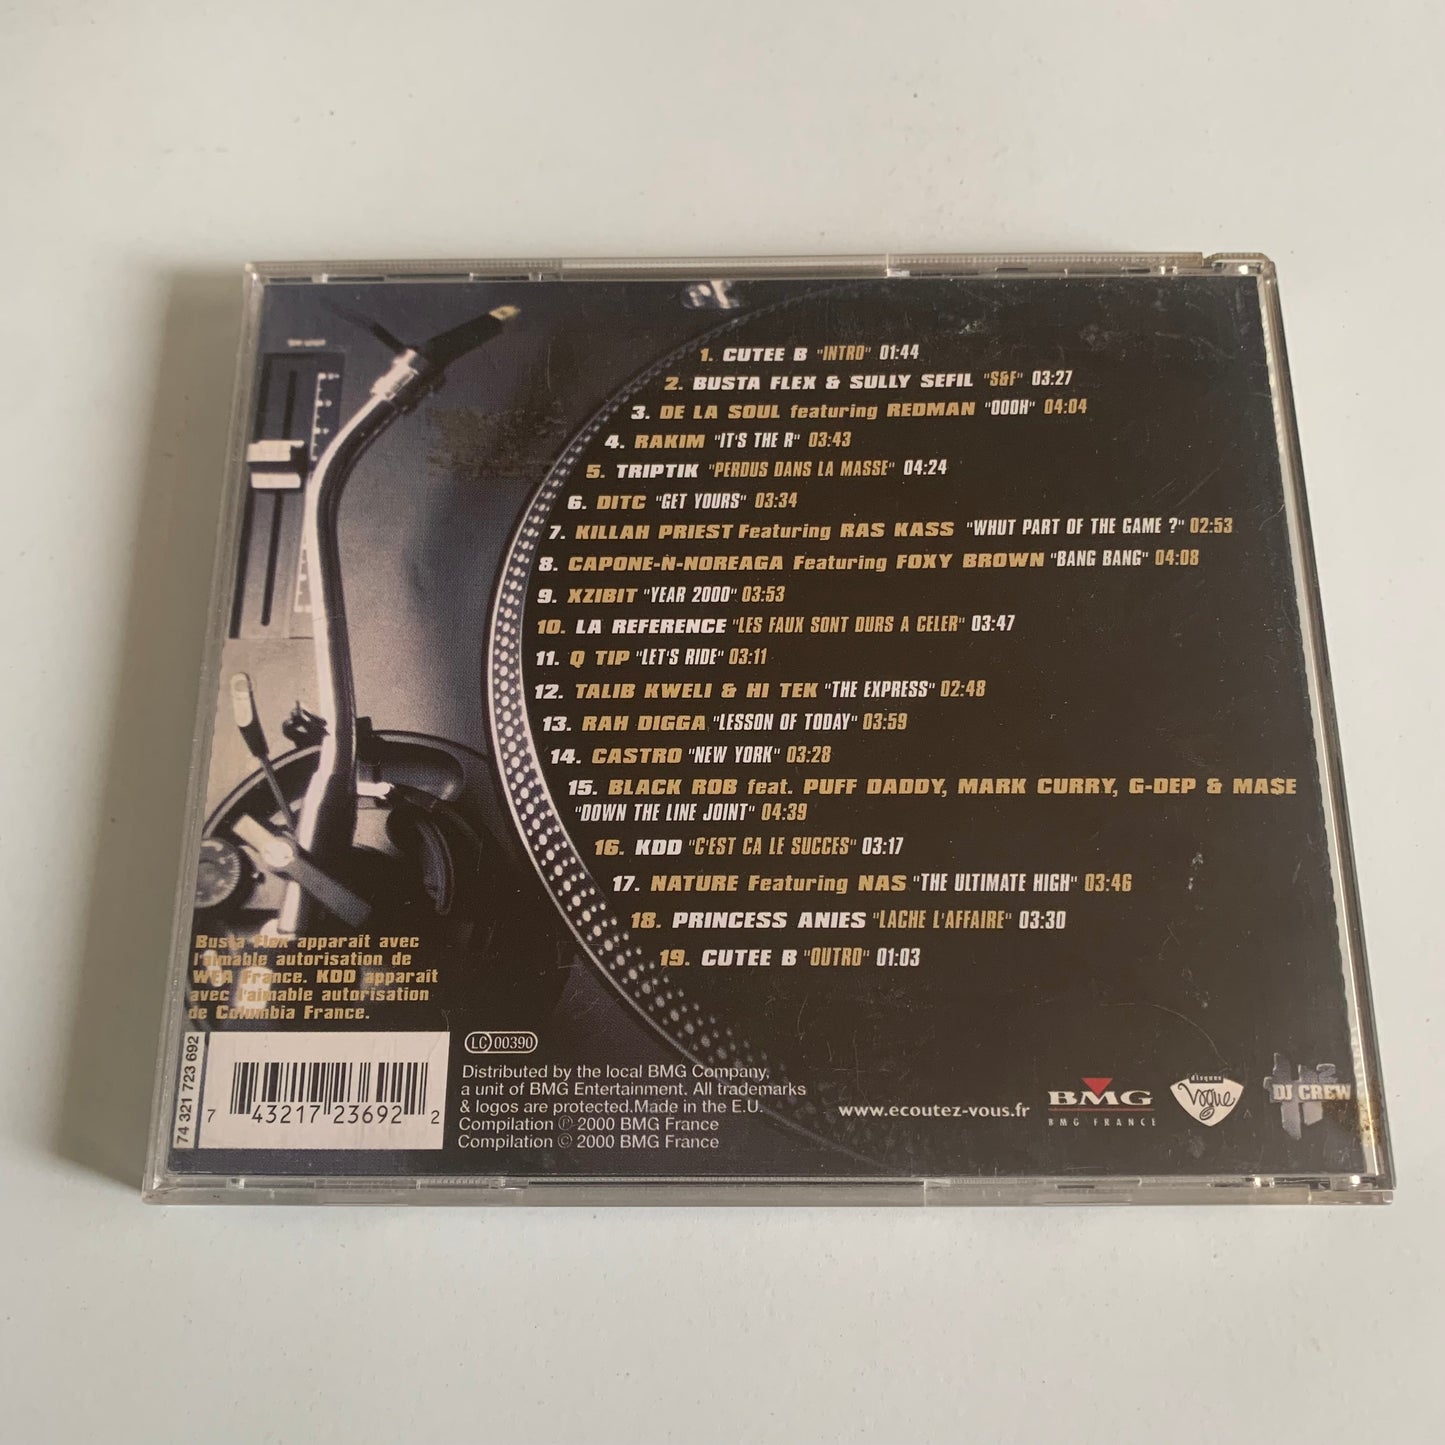 1. CUTEE B "INTRO" 01:44
2. BUSTA FLEX & SULLY SEFIL "S&F" 03:27
3. DE LA SOUL featuring REDMAN "OOOH" 04:04
4. RAKIM "IT'S THE R" 03:43
5. TRIPTIK "PERDUS DANS LA MASSE" 04:24
6. DITC "GET YOURS" 03:34
7. KILLAH PRIEST Featuring RAS KASS "WHUT PART OF THE GAME ?" 02:53
8. CAPONE-N-NOREAGA Featuring FOXY BROWN "BANG BANG" 04:08
9. XZIBIT "YEAR 2000" 03:53
10. LA REFERENCE "LES FAUX SONT DURS A CELER" 03:47
11. Q TIP "LET'S RIDE" 03:11
12. TALIB KWELI & HI TEK "THE EXPRESS" 02:48
13. RAH DIGGA "LESSON OF TODAY" 03:59
14. CASTRO "NEW YORK" 03:28
15. BLACK ROB feat. PUFF DADDY, MARK CURRY, G-DEP & MA$E
"DOWN THE LINE JOINT" 04:39
16. KDD "C'EST CA LE SUCCES" 03:17
17. NATURE Featuring NAS "THE ULTIMATE HIGH" 03:46
18. PRINCESS ANIES "LACHE L'AFFAIRE" 03:30
19. CUTEE B "OUTRO" 01:03
Busta Flex apparaît avec
l'aimable autorisation de
WEA France. KDD apparaît
avec l'aimable autorisation
de Columbia France.
74 321 723 692
7 43217 23692 2
LC 00390
Distributed by the local BMG Company,
a unit of BMG Entertainment. All trademarks
& logos are protected.Made in the E.U.
Compilation ℗ 2000 BMG France
Compilation © 2000 BMG France
www.ecoutez-vous.fr
BMG
BMG FRANCE
disques
Vogue
DJ CREW